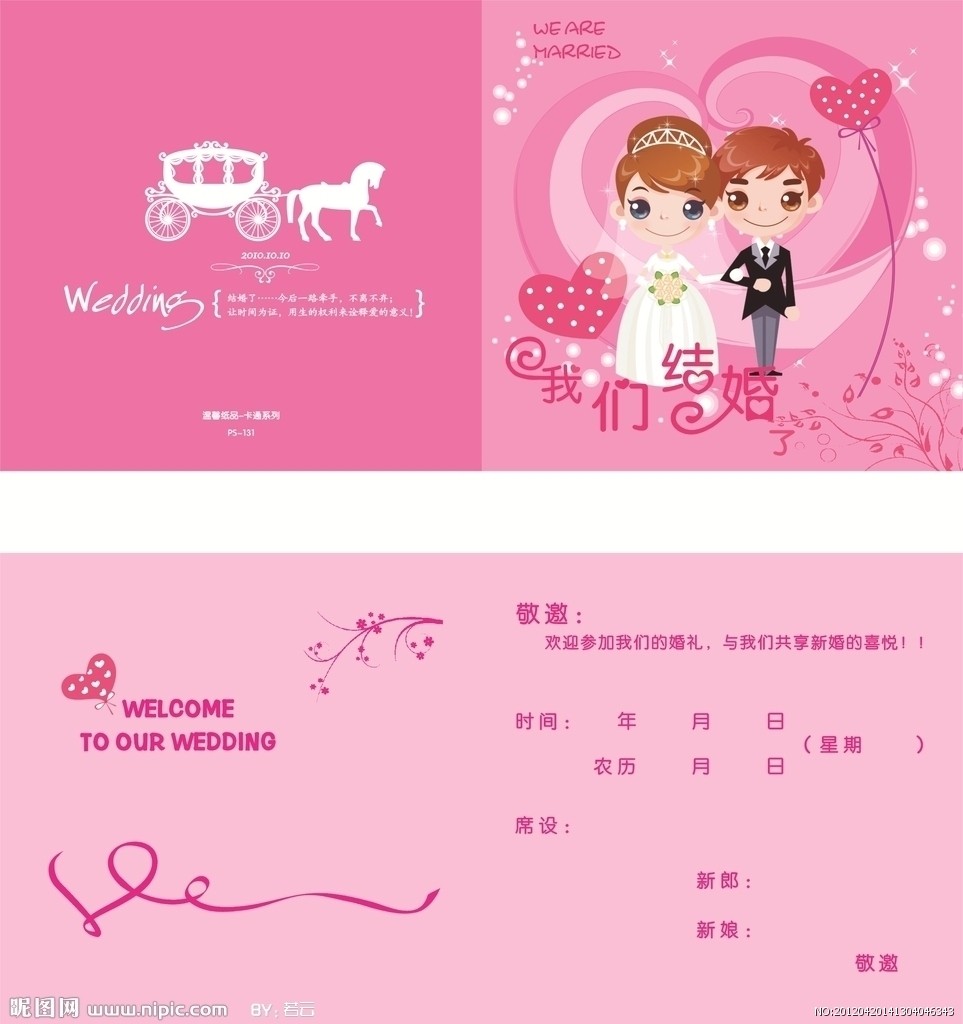 WE ARE
MARRIED
2010.10.10
Wedding
{结婚了……今后一路牵手，不离不弃；
让时间为证，用生的权利来诠释爱的意义！}
温馨纸品-卡通系列
PS-131
我们结婚了
WELCOME
TO OUR WEDDING
敬邀：
欢迎参加我们的婚礼，与我们共享新婚的喜悦！！
时间： 年 月 日
（星期 ）
农历 月 日
席设：
新郎：
新娘：
敬邀
昵图网 www.nipic.com BY：若云
NO:20120420141304046343